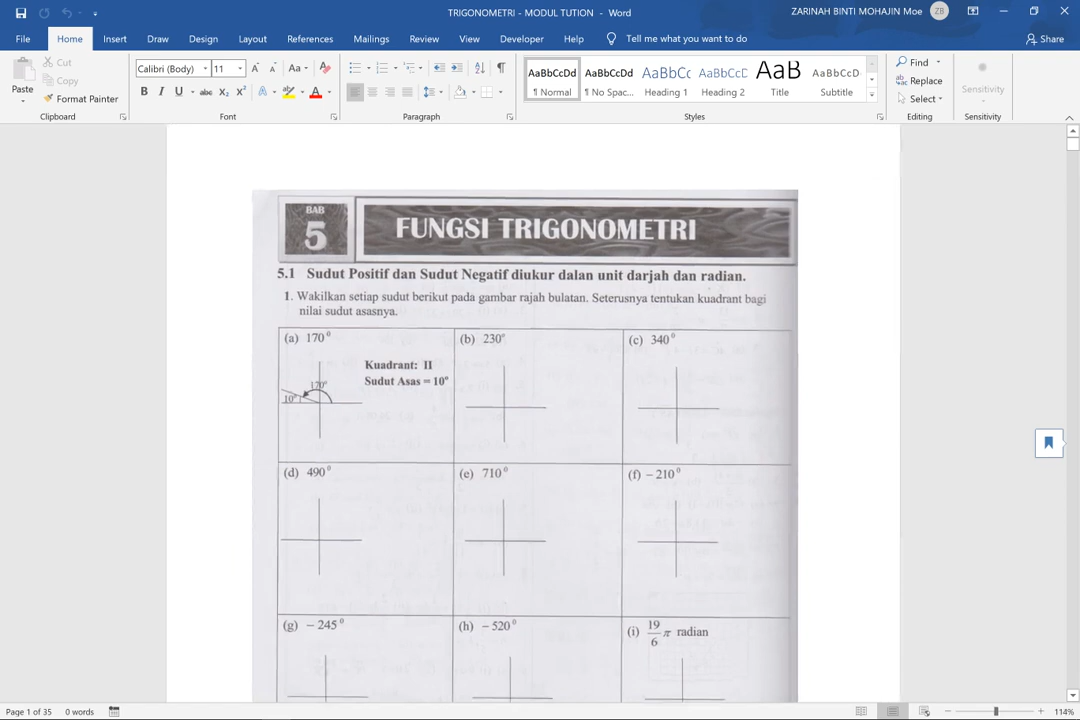 TRIGONOMETRI - MODUL TUTION - Word
ZARINAH BINTI MOHAJIN Moe
ZB
File Home Insert Draw Design Layout References Mailings Review View Developer Help Tell me what you want to do
Share
Paste
Cut
Copy
Format Painter
Clipboard
Calibri (Body) 11
Font
Paragraph
AaBbCcDd AaBbCcDd AaBbCc AaBbCcD AaB AaBbCcD
¶ Normal ¶ No Spac... Heading 1 Heading 2 Title Subtitle
Styles
Find
Replace
Select
Editing
Sensitivity
Sensitivity
BAB
5
FUNGSI TRIGONOMETRI
5.1 Sudut Positif dan Sudut Negatif diukur dalan unit darjah dan radian.
1. Wakilkan setiap sudut berikut pada gambar rajah bulatan. Seterusnya tentukan kuadrant bagi
nilai sudut asasnya.
(a) 170°
Kuadrant: II
Sudut Asas = 10°
170°
10°
(b) 230°
(c) 340°
(d) 490°
(e) 710°
(f) – 210°
(g) – 245°
(h) – 520°
(i) 19/6 π radian
Page 1 of 35 0 words
114%